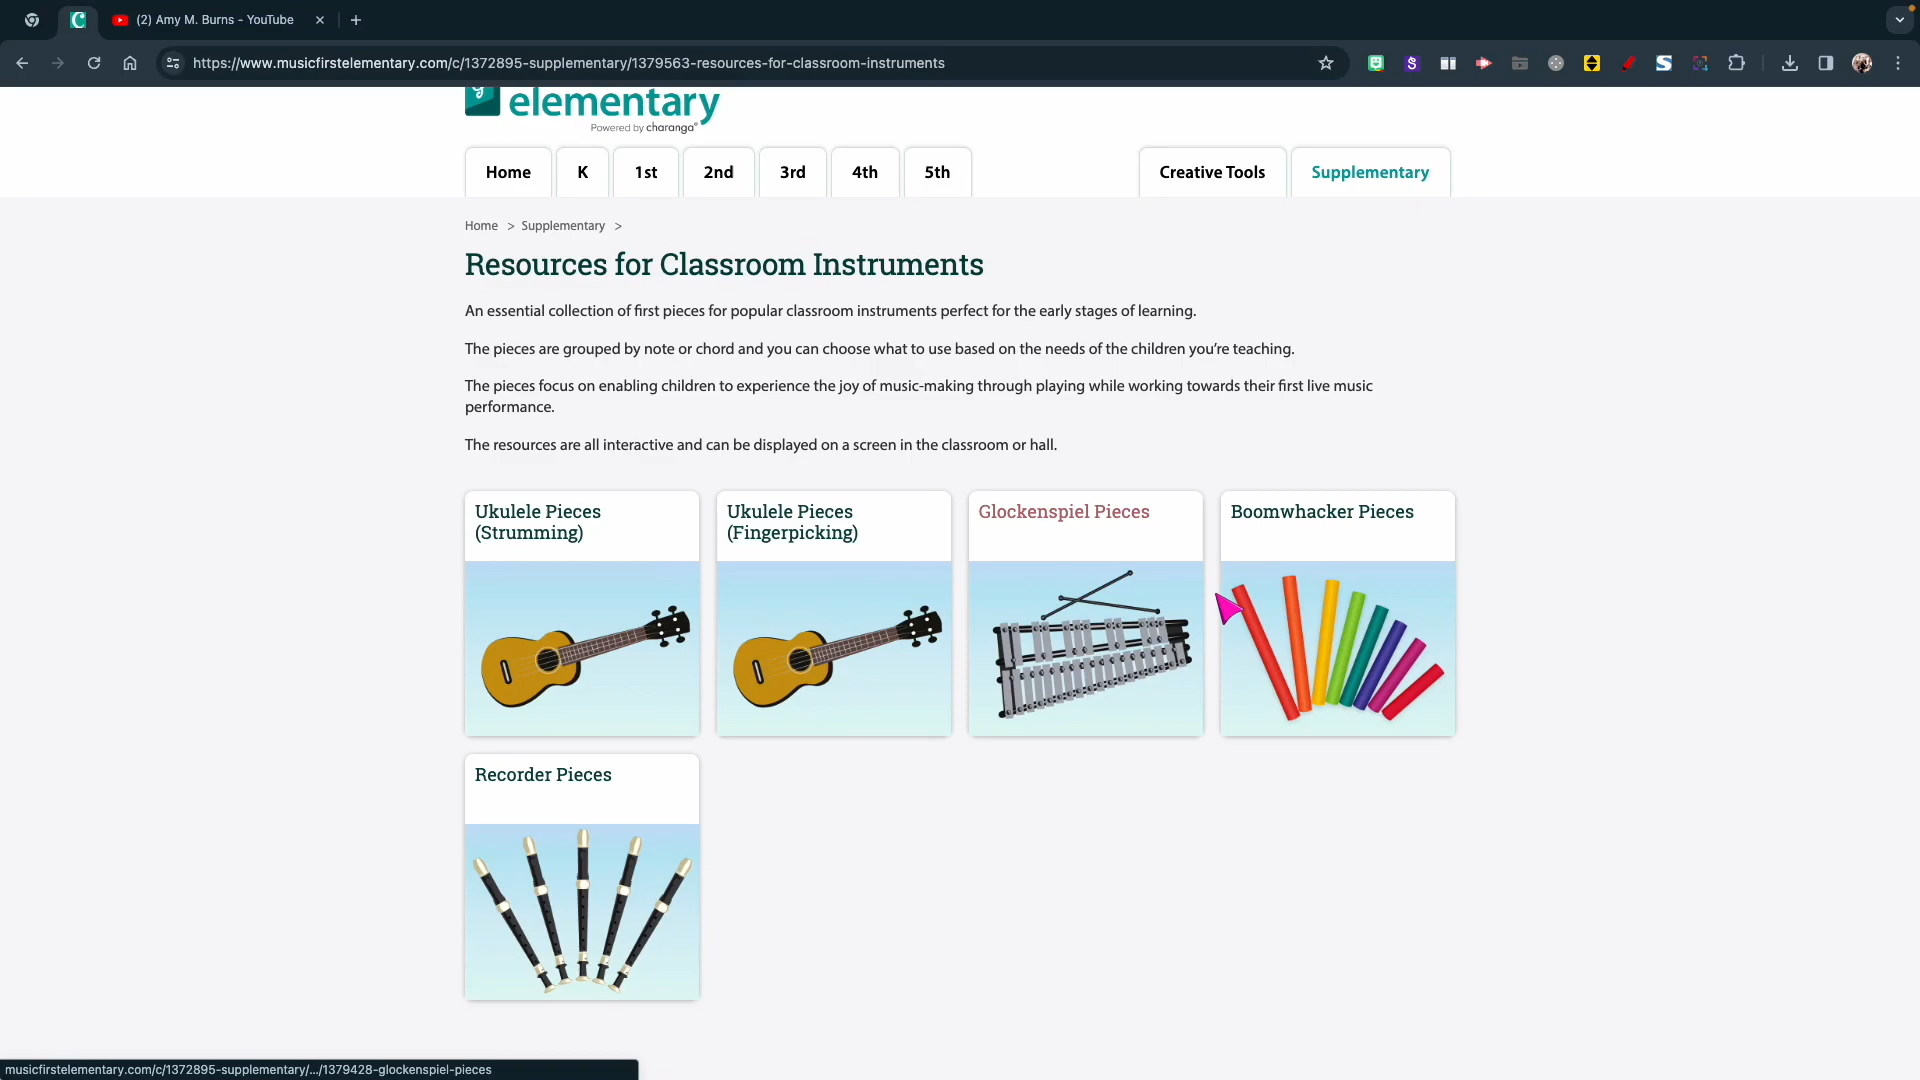 (2) Amy M. Burns - YouTube
https://www.musicfirstelementary.com/c/1372895-supplementary/1379563-resources-for-classroom-instruments
elementary
Powered by charanga®
Home
K
1st
2nd
3rd
4th
5th
Creative Tools
Supplementary
Home > Supplementary >
Resources for Classroom Instruments
An essential collection of first pieces for popular classroom instruments perfect for the early stages of learning.
The pieces are grouped by note or chord and you can choose what to use based on the needs of the children you’re teaching.
The pieces focus on enabling children to experience the joy of music-making through playing while working towards their first live music
performance.
The resources are all interactive and can be displayed on a screen in the classroom or hall.
Ukulele Pieces
(Strumming)
Ukulele Pieces
(Fingerpicking)
Glockenspiel Pieces
Boomwhacker Pieces
Recorder Pieces
musicfirstelementary.com/c/1372895-supplementary/.../1379428-glockenspiel-pieces